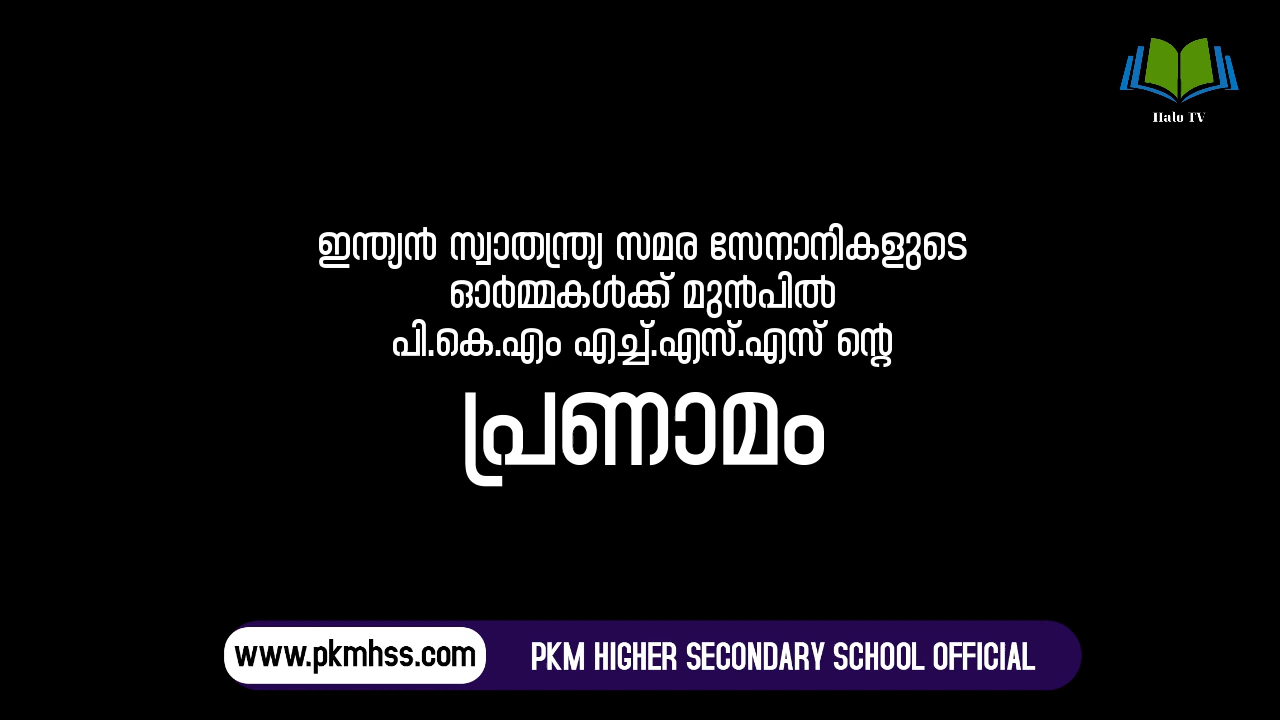 Halo TV
ഇന്ത്യൻ സ്വാതന്ത്ര്യ സമര സേനാനികളുടെ
ഓർമ്മകൾക്ക് മുൻപിൽ
പി.കെ.എം എച്ച്.എസ്.എസ് ന്റെ
പ്രണാമം
www.pkmhss.com PKM HIGHER SECONDARY SCHOOL OFFICIAL